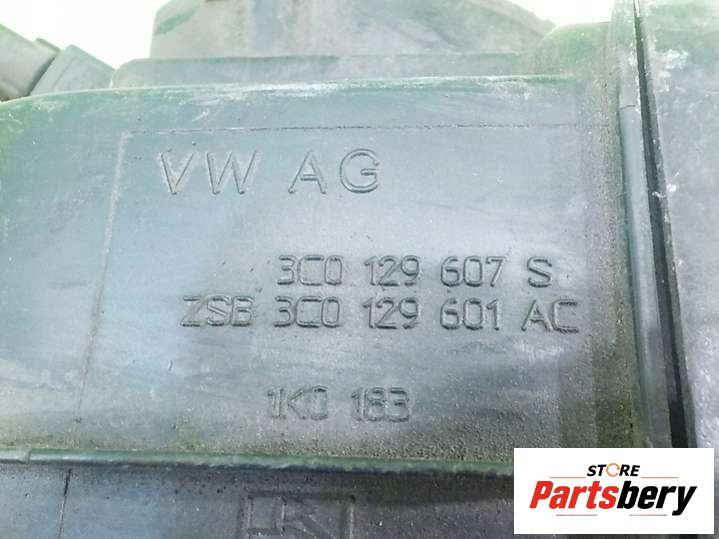 VW AG
3C0 129 607 S
ZSB 3C0 129 601 AC
1K0 183
STORE
Partsbery